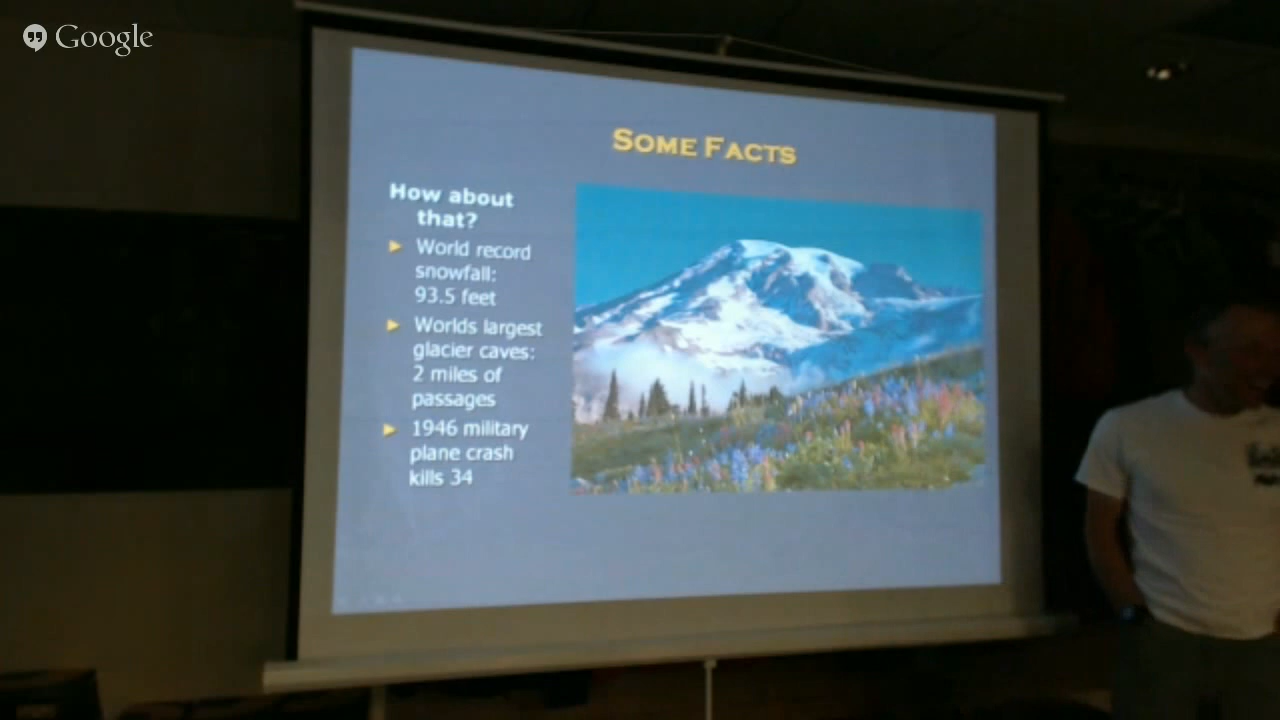 Google
SOME FACTS
How about
that?
World record
snowfall:
93.5 feet
Worlds largest
glacier caves:
2 miles of
passages
1946 military
plane crash
kills 34